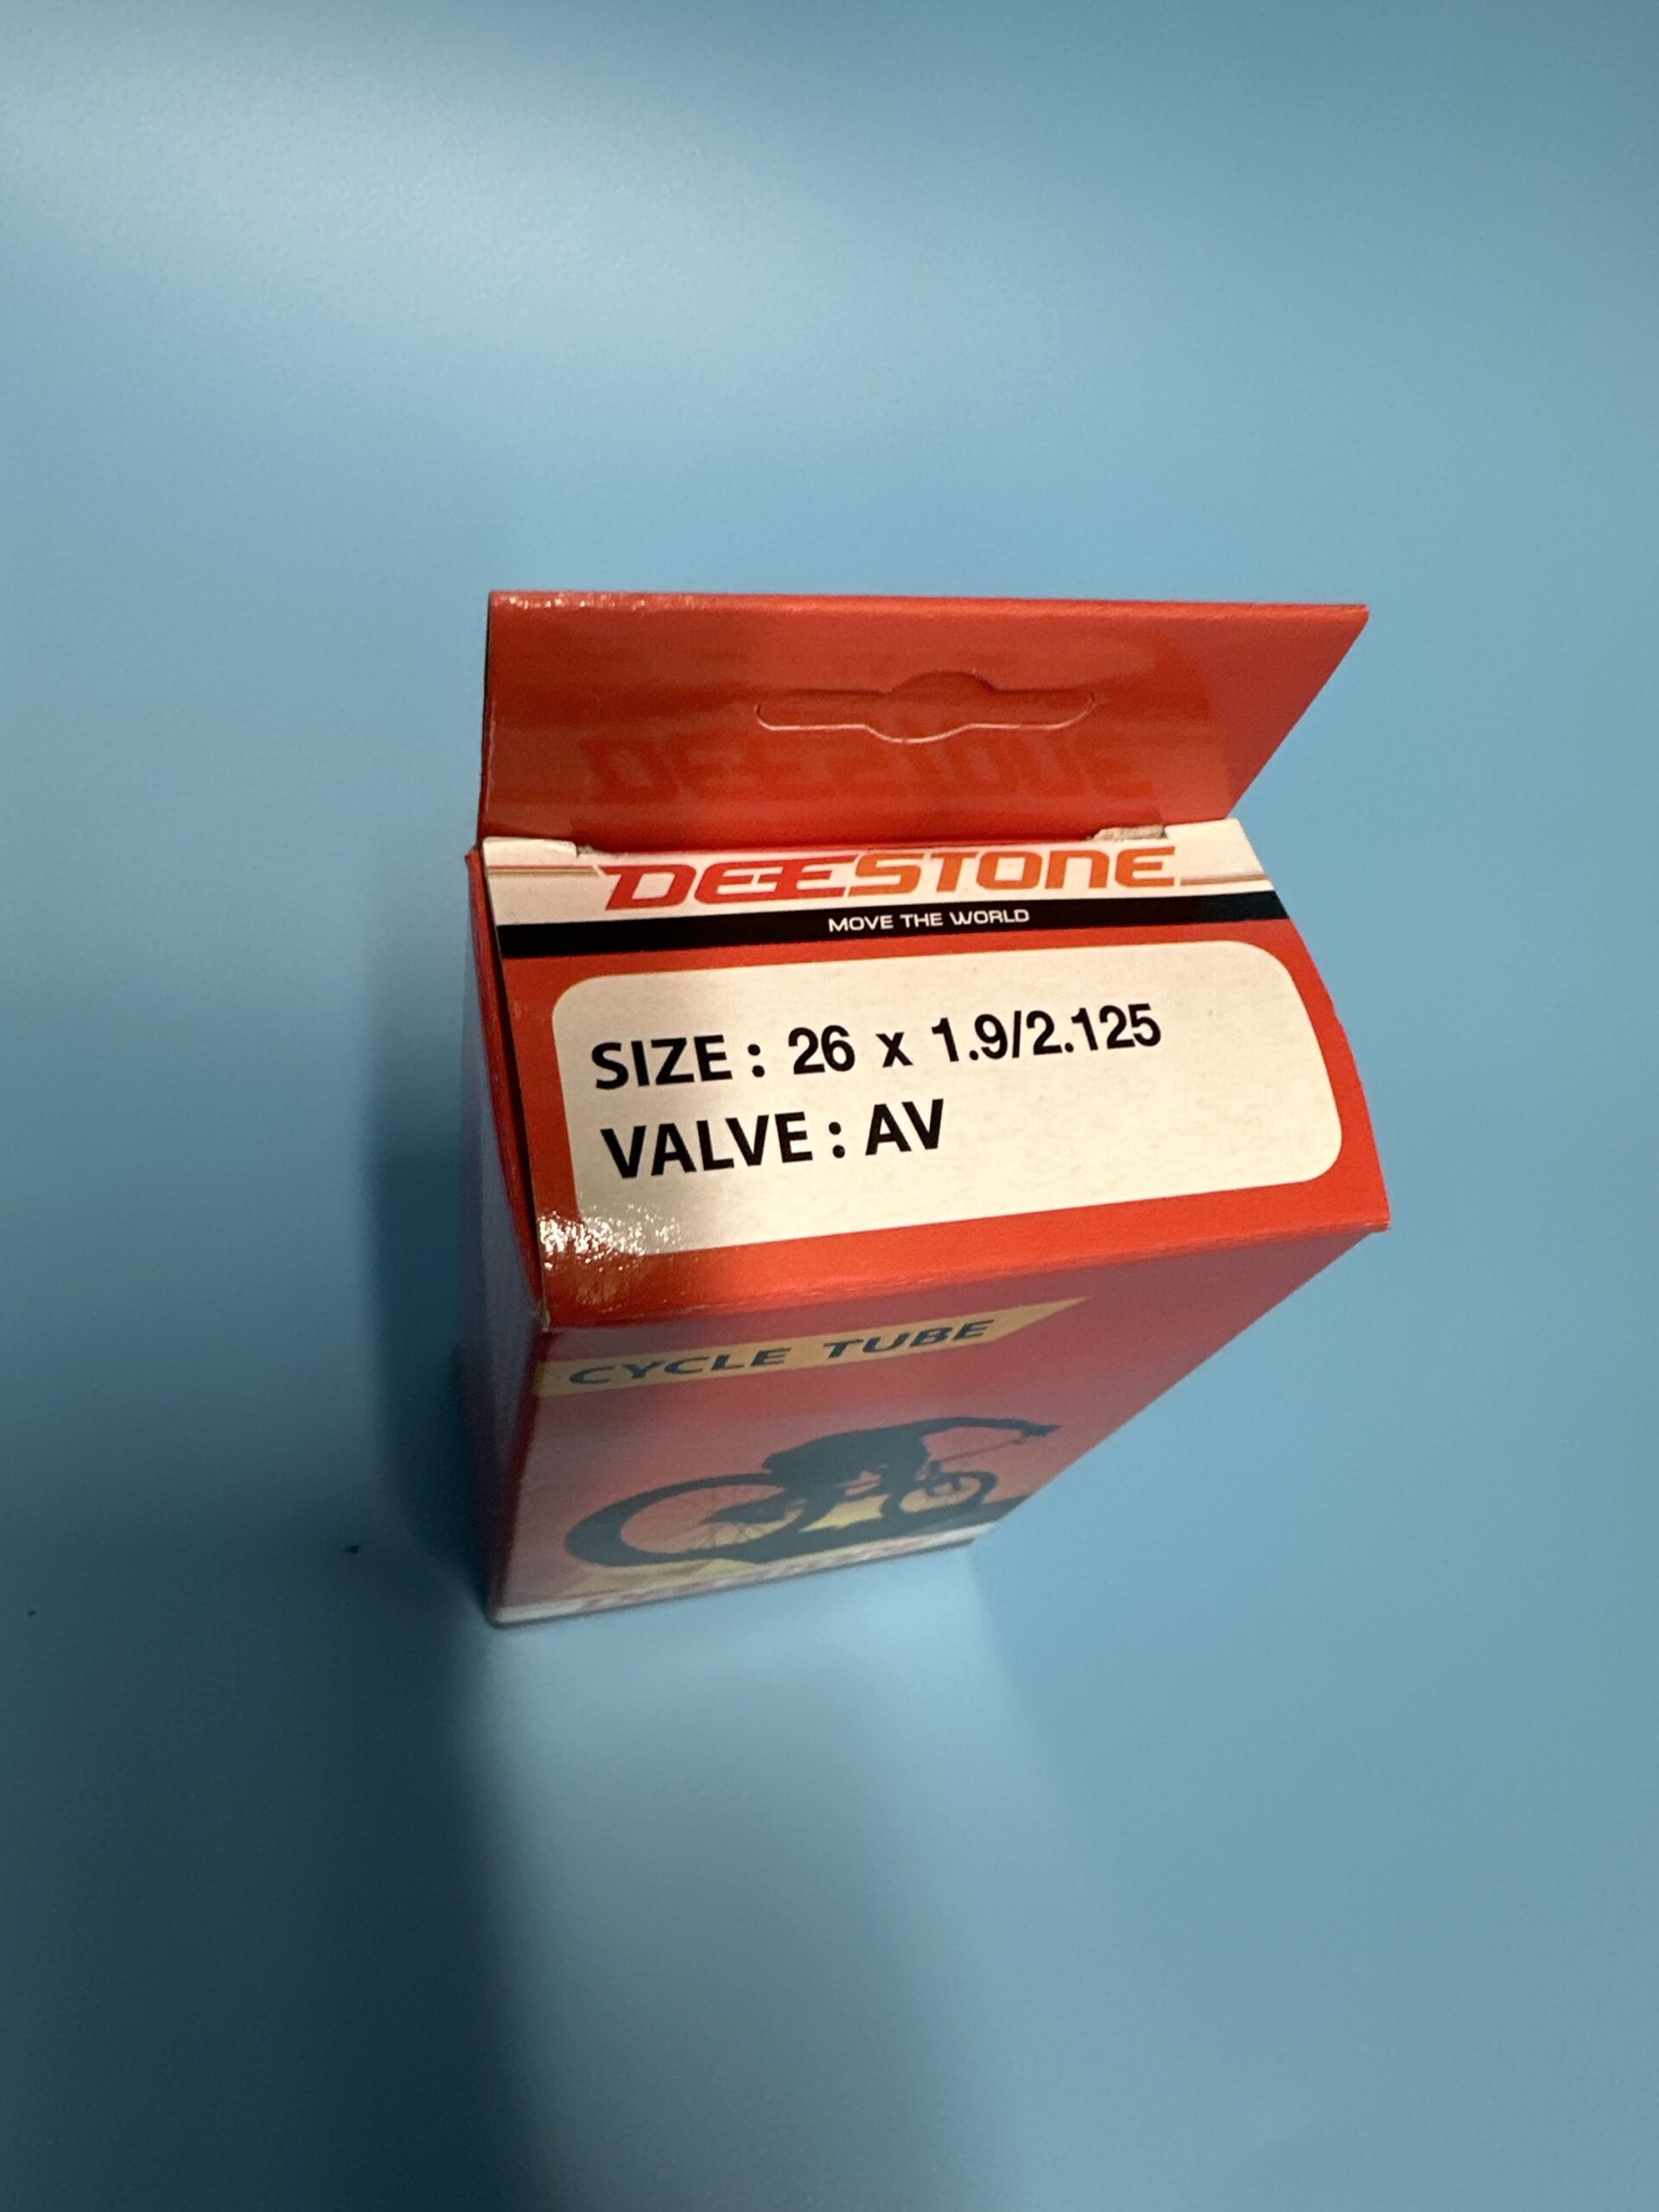 DEESTONE
MOVE THE WORLD
SIZE : 26 x 1.9/2.125
VALVE : AV
CYCLE TUBE